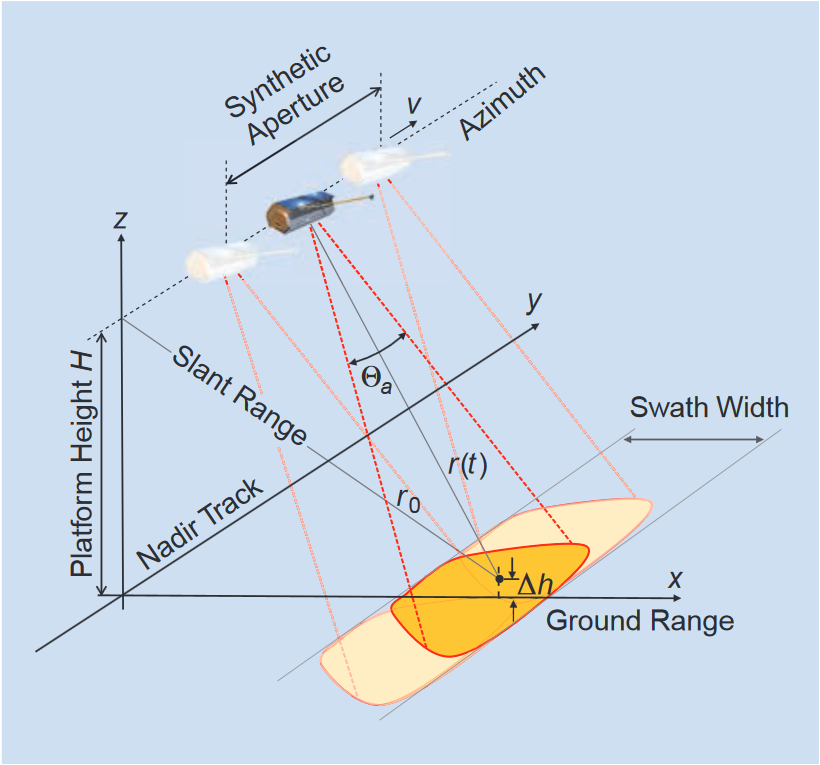 Synthetic
Aperture
v
Azimuth
z
y
Slant Range
Θa
Platform Height H
Swath Width
r(t)
r0
Nadir Track
Δh
x
Ground Range